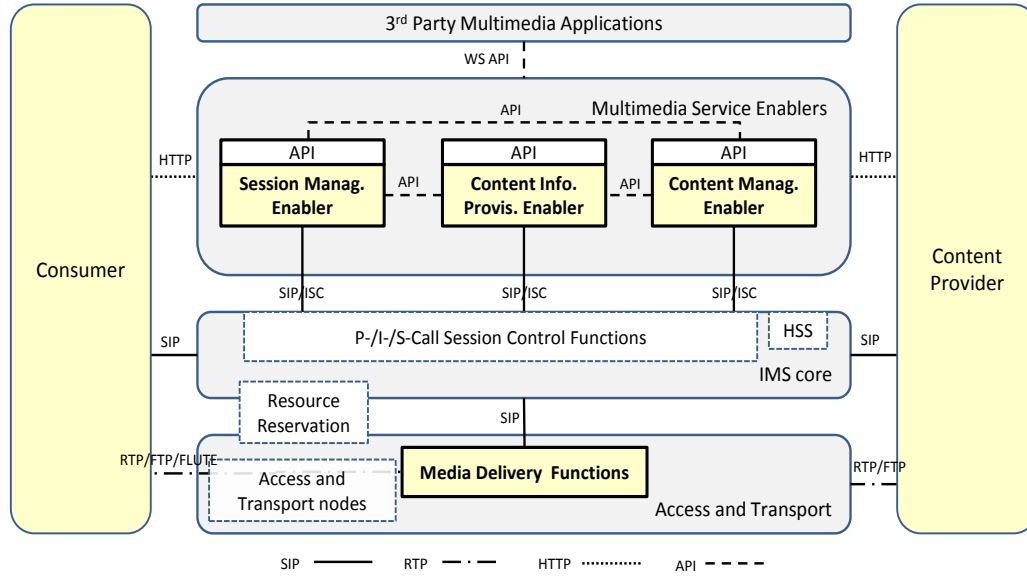 3rd Party Multimedia Applications
WS API
Multimedia Service Enablers
API
HTTP
HTTP
API
API
API
Session Manag.
Enabler
API
Content Info.
Provis. Enabler
API
Content Manag.
Enabler
Consumer
Content
Provider
SIP/ISC
SIP/ISC
SIP/ISC
P-/I-/S-Call Session Control Functions
HSS
SIP
SIP
IMS core
Resource
Reservation
SIP
RTP/FTP/FLUTE
Media Delivery Functions
RTP/FTP
Access and
Transport nodes
Access and Transport
SIP
RTP
HTTP
API